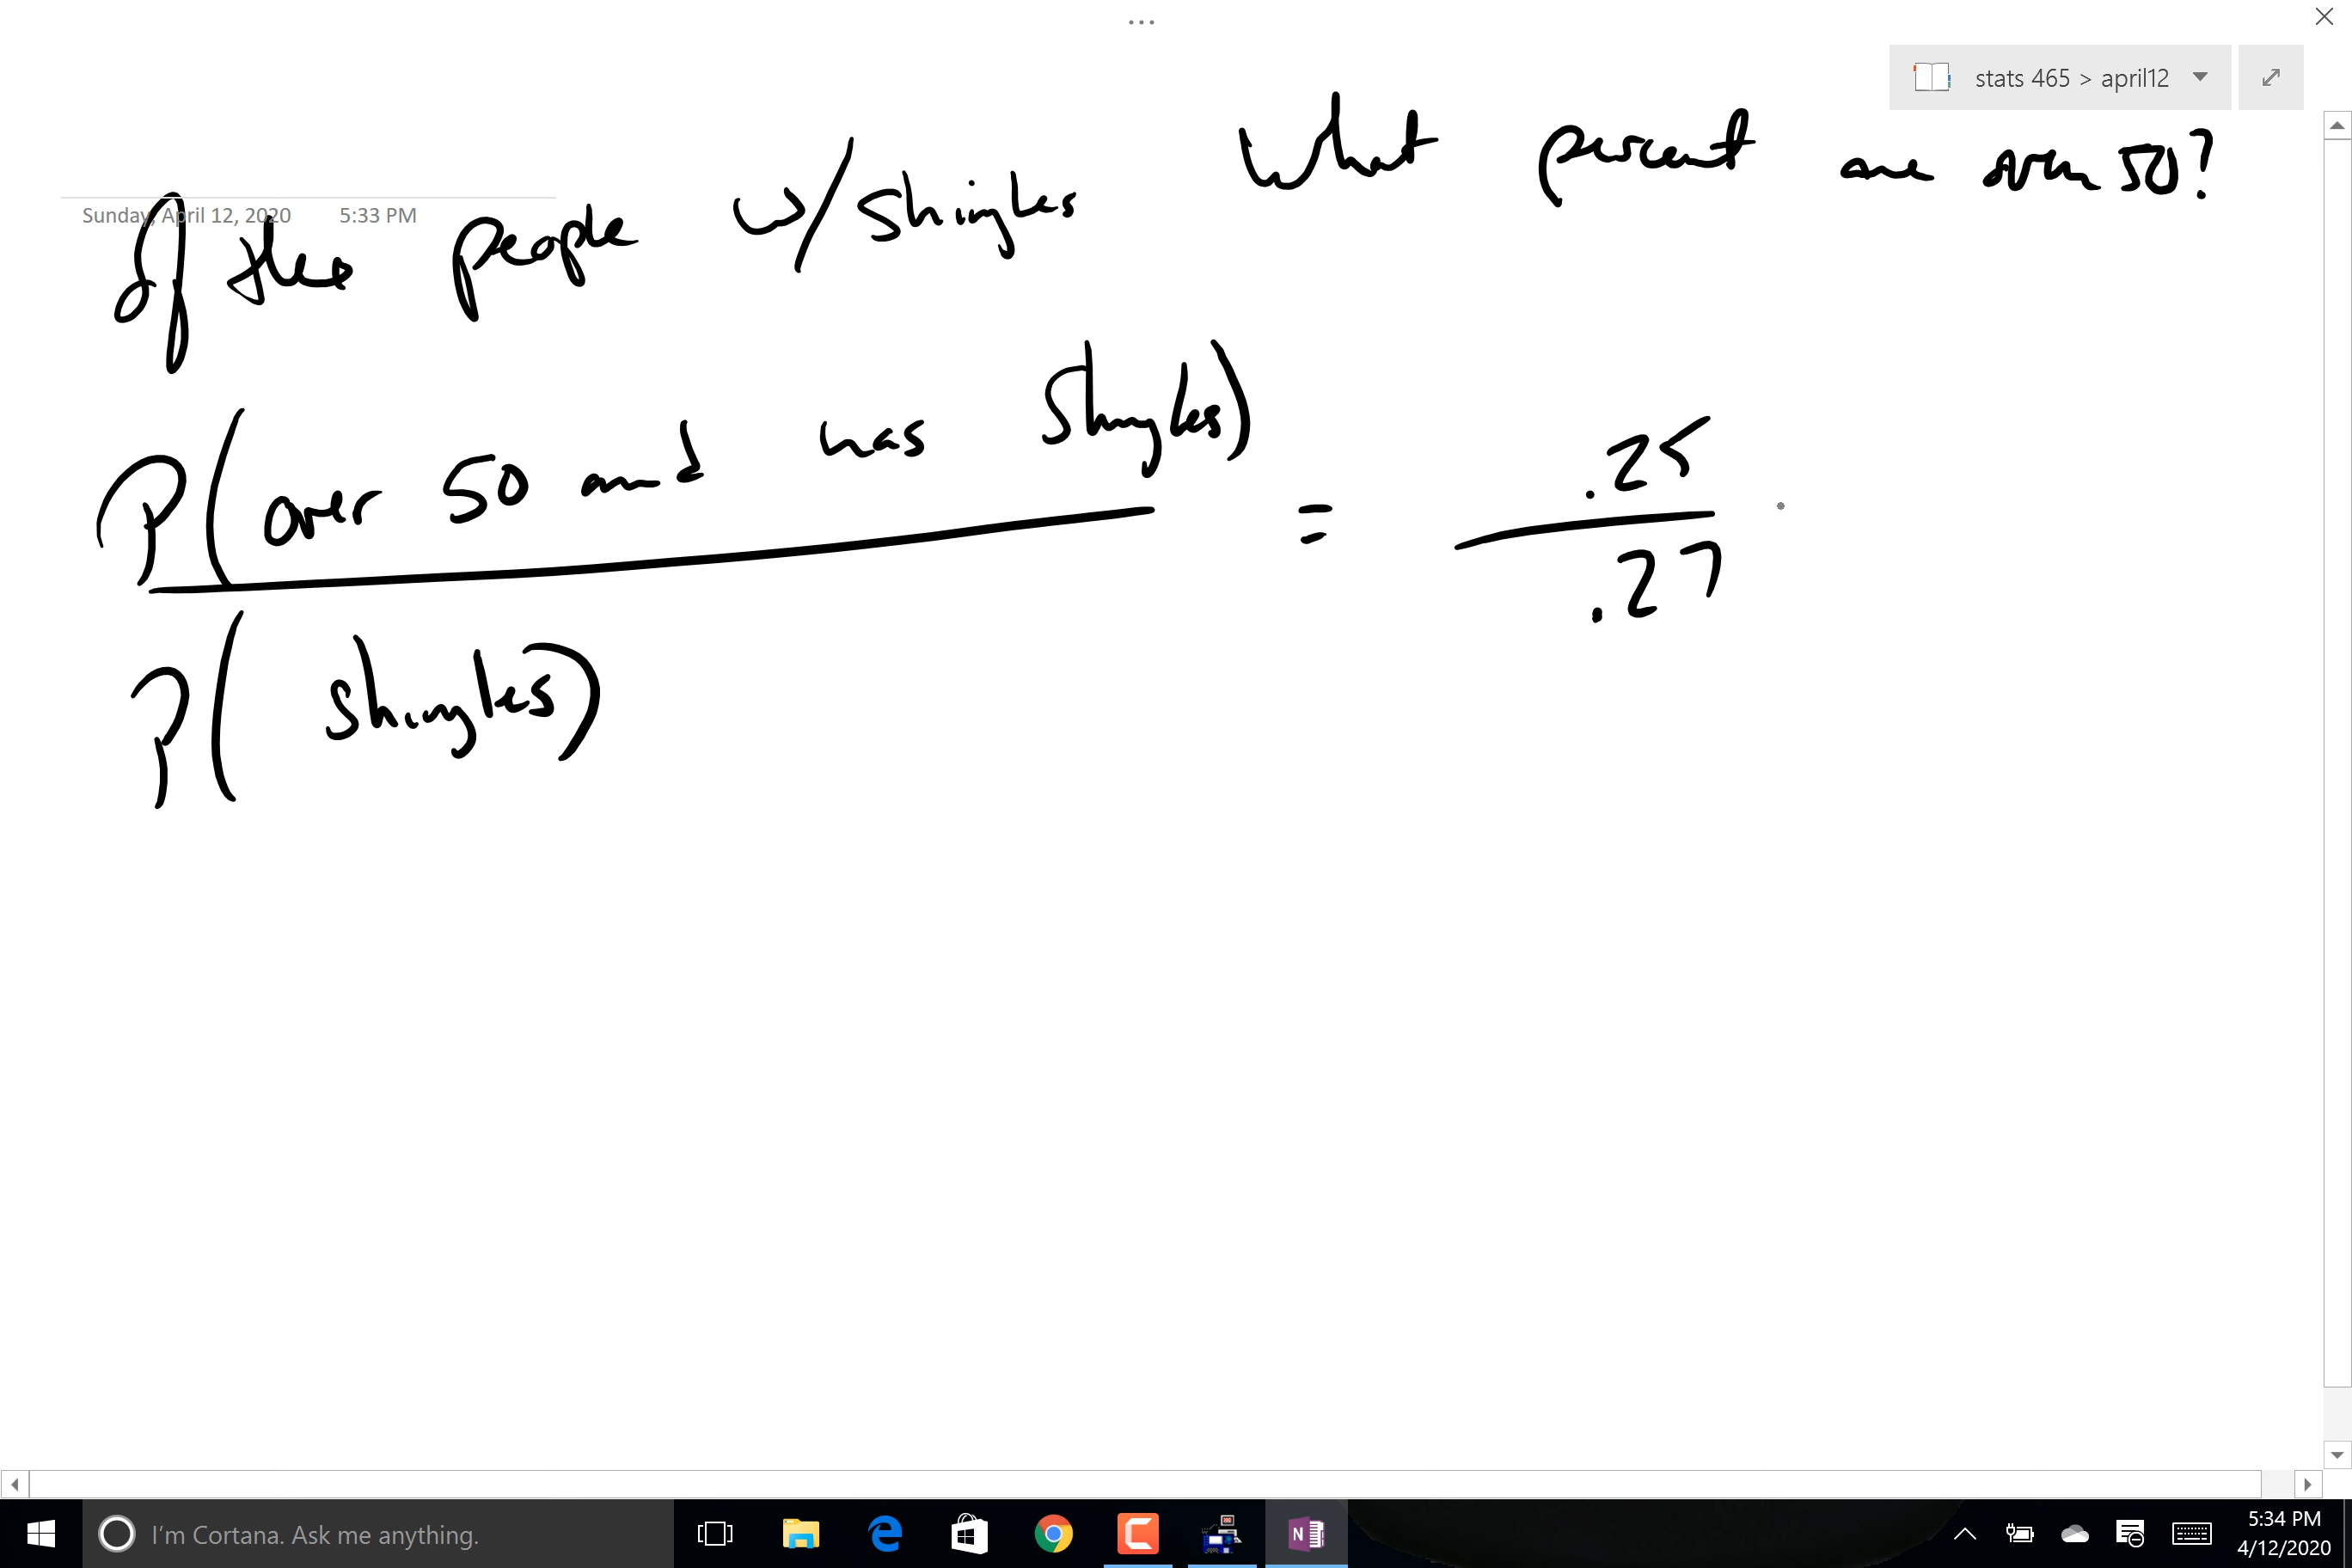 stats 465 > april12
Of the people w/ Shingles What percent are over 50?
Sunday, April 12, 2020 5:33 PM
P( over 50 and has Shingles) = .25
.27
P( shingles)
I'm Cortana. Ask me anything.
5:34 PM
4/12/2020